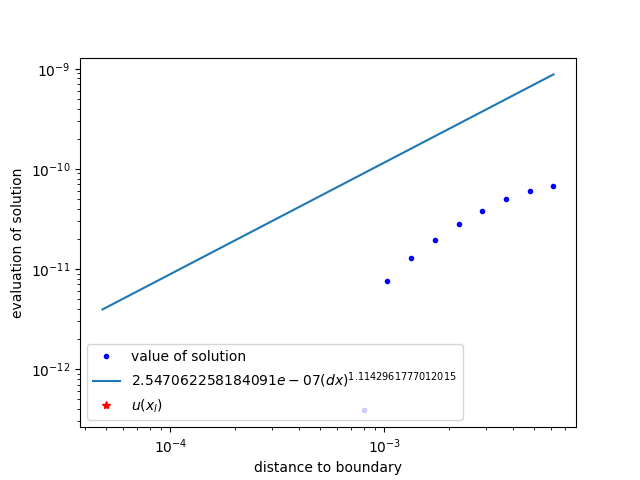 10⁻⁹
10⁻¹⁰
10⁻¹¹
10⁻¹²
evaluation of solution
value of solution
2.547062258184091e − 07(dx)^1.1142961777012015
u(x_l)
10⁻⁴
10⁻³
distance to boundary